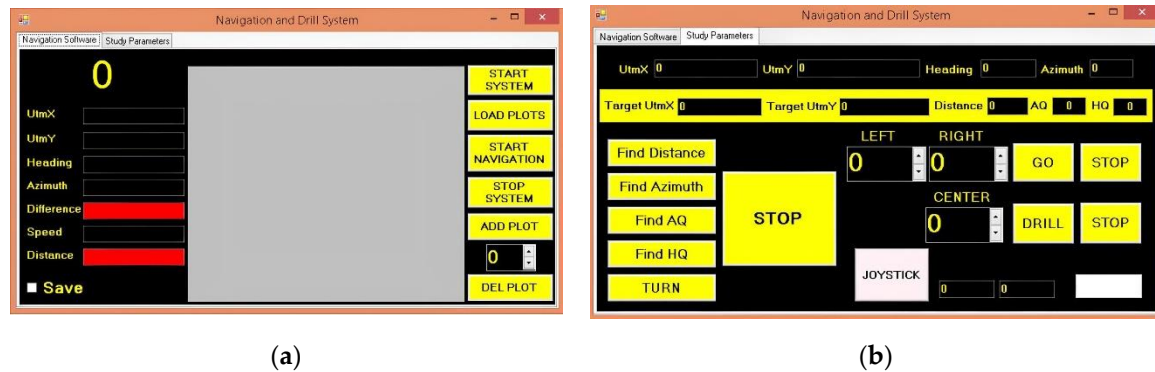 Navigation and Drill System
Navigation Software Study Parameters
0
START SYSTEM
UtmX
LOAD PLOTS
UtmY
Heading
START NAVIGATION
Azimuth
STOP SYSTEM
Difference
Speed
ADD PLOT
Distance
0
Save
DEL PLOT
(a)
Navigation and Drill System
Navigation Software Study Parameters
UtmX 0 UtmY 0 Heading 0 Azimuth 0
Target UtmX 0 Target UtmY 0 Distance 0 AQ 0 HQ 0
LEFT RIGHT
Find Distance
0 0 GO STOP
Find Azimuth
CENTER
Find AQ
STOP
0 DRILL STOP
Find HQ
JOYSTICK
TURN
0 0
(b)